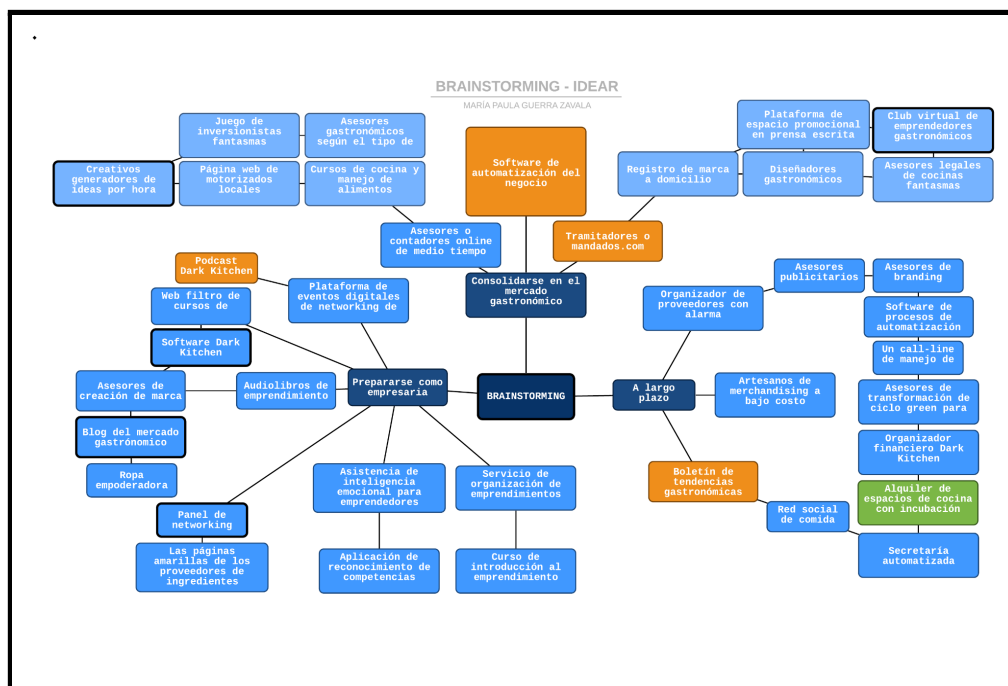 BRAINSTORMING - IDEAR
MARÍA PAULA GUERRA ZAVALA
Juego de
inversionistas
fantasmas
Asesores
gastronómicos
según el tipo de
Creativos
generadores de
ideas por hora
Página web de
motorizados
locales
Cursos de cocina y
manejo de
alimentos
Asesores o
contadores online
de medio tiempo
Software de
automatización del
negocio
Tramitadores o
mandados.com
Registro de marca
a domicilio
Plataforma de
espacio promocional
en prensa escrita
Diseñadores
gastronómicos
Club virtual de
emprendedores
gastronómicos
Asesores legales
de cocinas
fantasmas
Consolidarse en el
mercado
gastronómico
Podcast
Dark Kitchen
Plataforma de
eventos digitales
de networking de
Web filtro de
cursos de
Software Dark
Kitchen
Asesores de
creación de marca
Audiolibros de
emprendimiento
Prepararse como
empresaria
Blog del mercado
gastrónomico
Ropa
empoderadora
Panel de
networking
Las páginas
amarillas de los
proveedores de
ingredientes
Asistencia de
inteligencia
emocional para
emprendedores
Aplicación de
reconocimiento de
competencias
Servicio de
organización de
emprendimientos
Curso de
introducción al
emprendimiento
BRAINSTORMING
A largo
plazo
Organizador de
proveedores con
alarma
Asesores
publicitarios
Asesores de
branding
Software de
procesos de
automatización
Un call-line
de manejo de
Artesanos de
merchandising a
bajo costo
Asesores de
transformación de
ciclo green para
Organizador
financiero Dark
Kitchen
Boletín de
tendencias
gastronómicas
Alquiler de
espacios de cocina
con incubación
Red social
de comida
Secretaría
automatizada